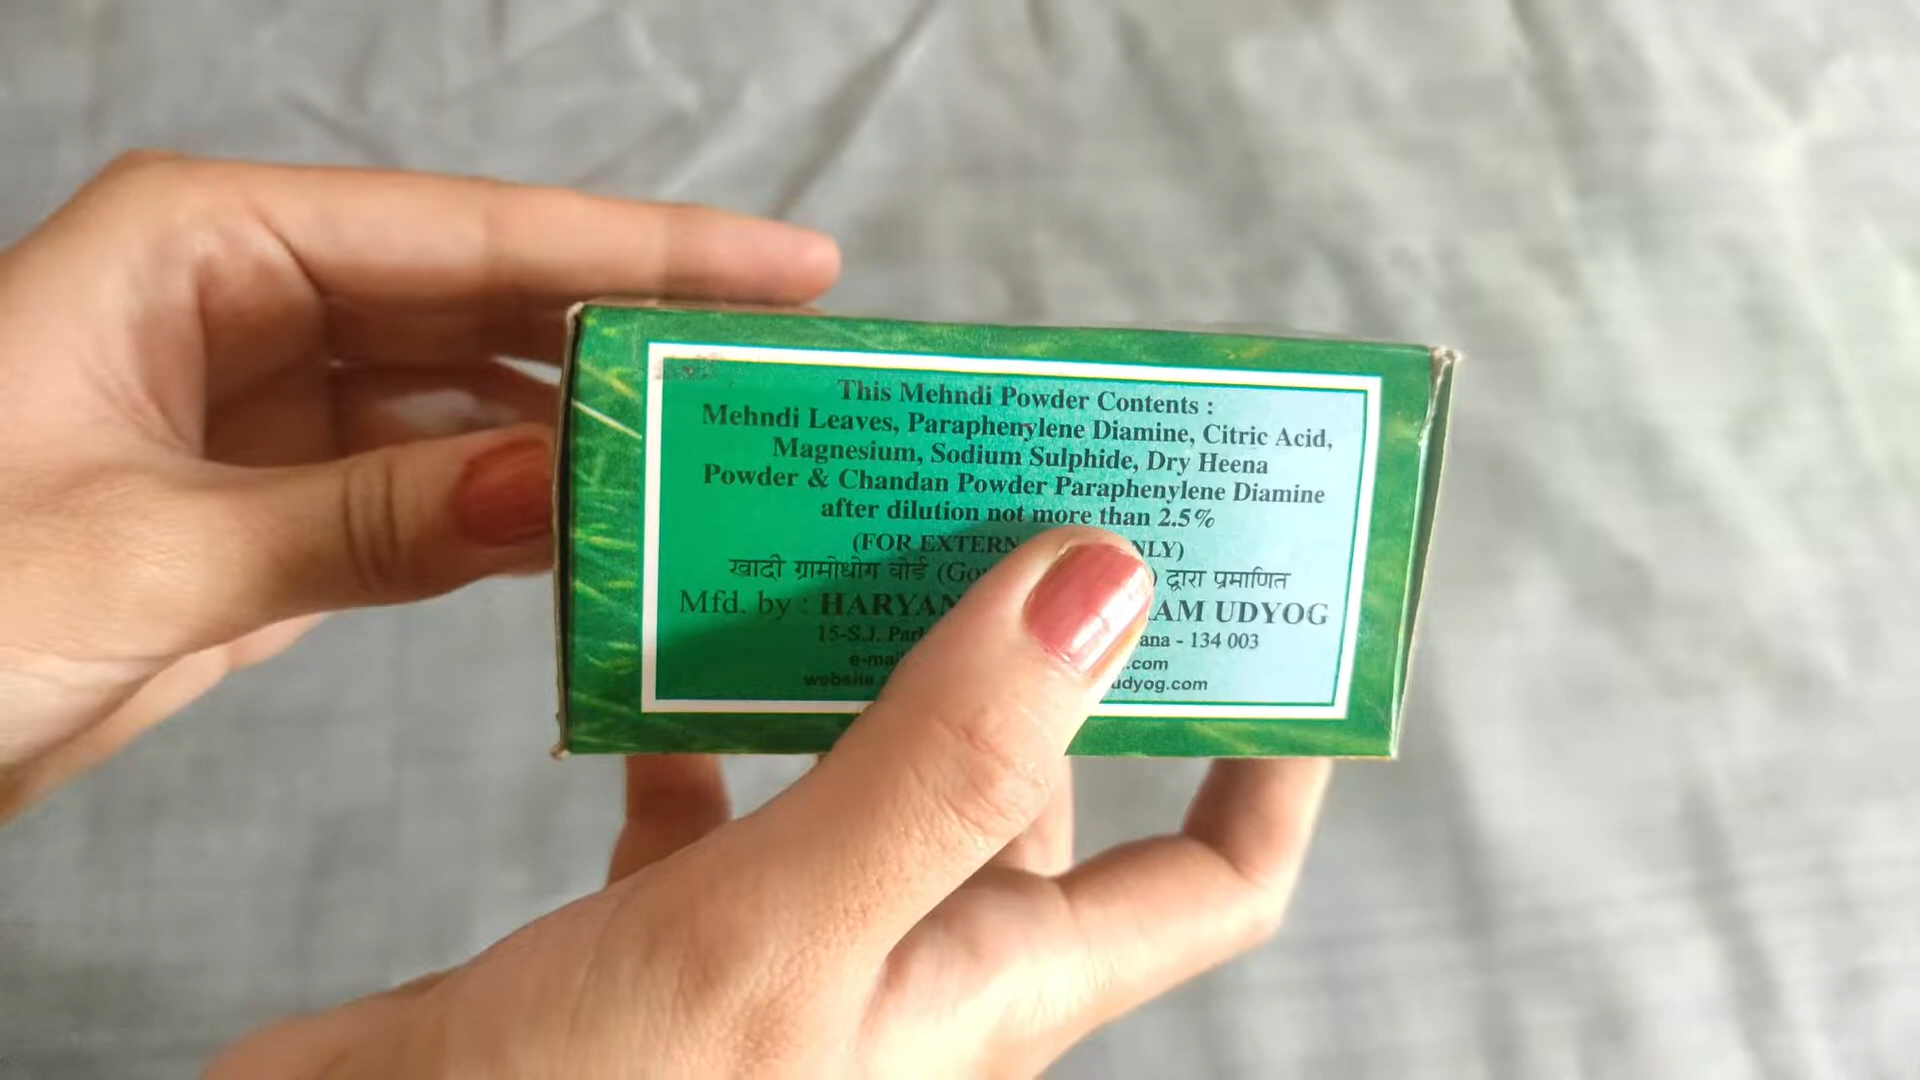 This Mehndi Powder Contents :
Mehndi Leaves, Paraphenylene Diamine, Citric Acid,
Magnesium, Sodium Sulphide, Dry Heena
Powder & Chandan Powder Paraphenylene Diamine
after dilution not more than 2.5%
(FOR EXTERN NLY)
खादी ग्रामोधोग बोर्ड (Go ) द्वारा प्रमाणित
Mfd. by : HARYAN AM UDYOG
15-S.J. ana - 134 003
e-mai .com
website udyog.com